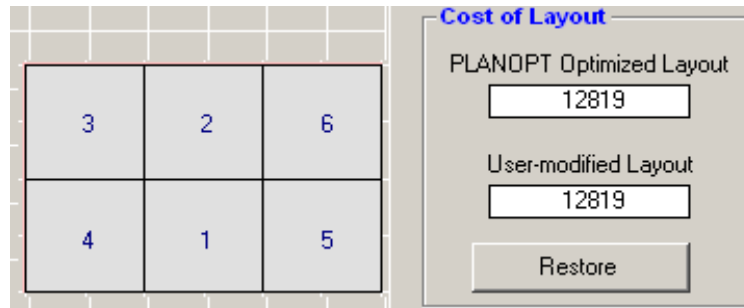 3 2 6
4 1 5
Cost of Layout
PLANOPT Optimized Layout
12819
User-modified Layout
12819
Restore